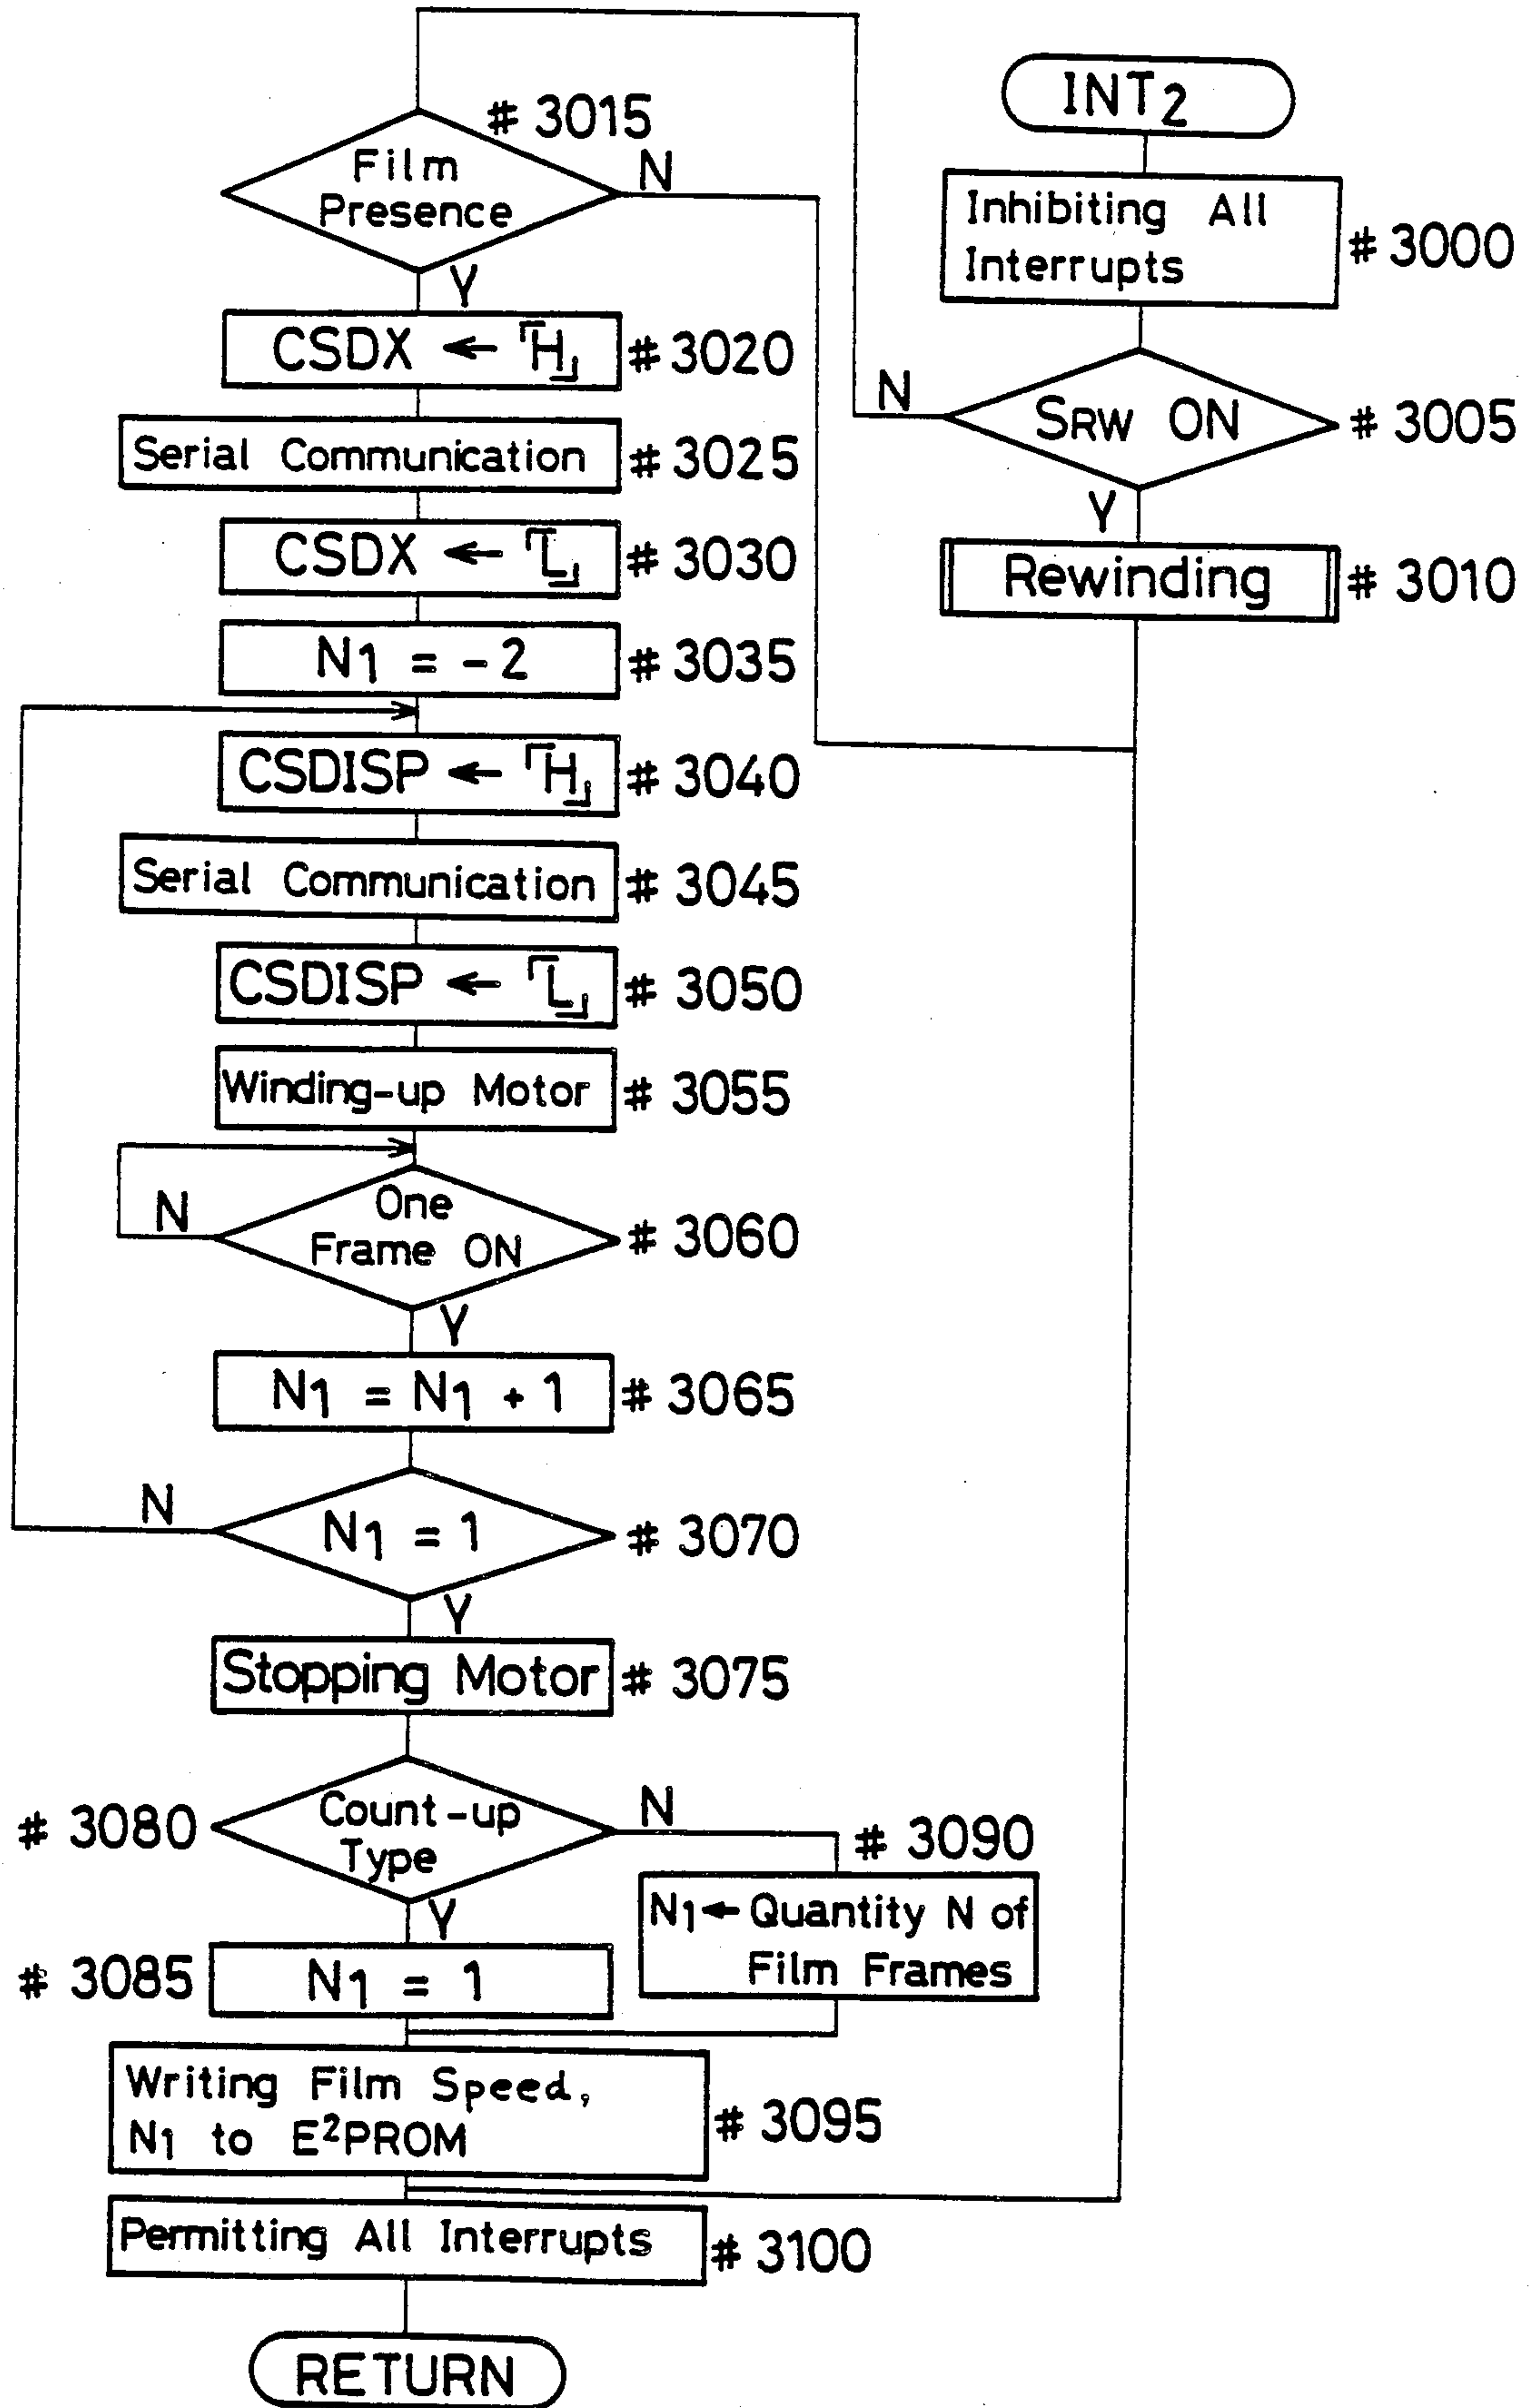 INT2
Inhibiting All
Interrupts
# 3000
SRW ON
# 3005
N
Y
Rewinding
# 3010
# 3015
Film
Presence
N
Y
CSDX ← 「H」
# 3020
Serial Communication
# 3025
CSDX ← 「L」
# 3030
N1 = -2
# 3035
CSDISP ← 「H」
# 3040
Serial Communication
# 3045
CSDISP ← 「L」
# 3050
Winding-up Motor
# 3055
One
Frame ON
# 3060
N
Y
N1 = N1 + 1
# 3065
N1 = 1
# 3070
N
Y
Stopping Motor
# 3075
# 3080
Count-up
Type
N
Y
# 3090
N1 ← Quantity N of
Film Frames
# 3085
N1 = 1
Writing Film Speed,
N1 to E²PROM
# 3095
Permitting All Interrupts
# 3100
RETURN